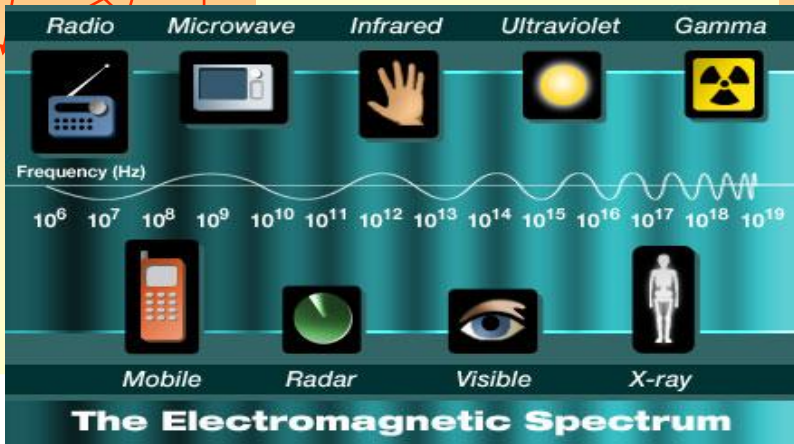 Radio Microwave Infrared Ultraviolet Gamma
Frequency (Hz)
10⁶ 10⁷ 10⁸ 10⁹ 10¹⁰ 10¹¹ 10¹² 10¹³ 10¹⁴ 10¹⁵ 10¹⁶ 10¹⁷ 10¹⁸ 10¹⁹
Mobile Radar Visible X-ray
The Electromagnetic Spectrum